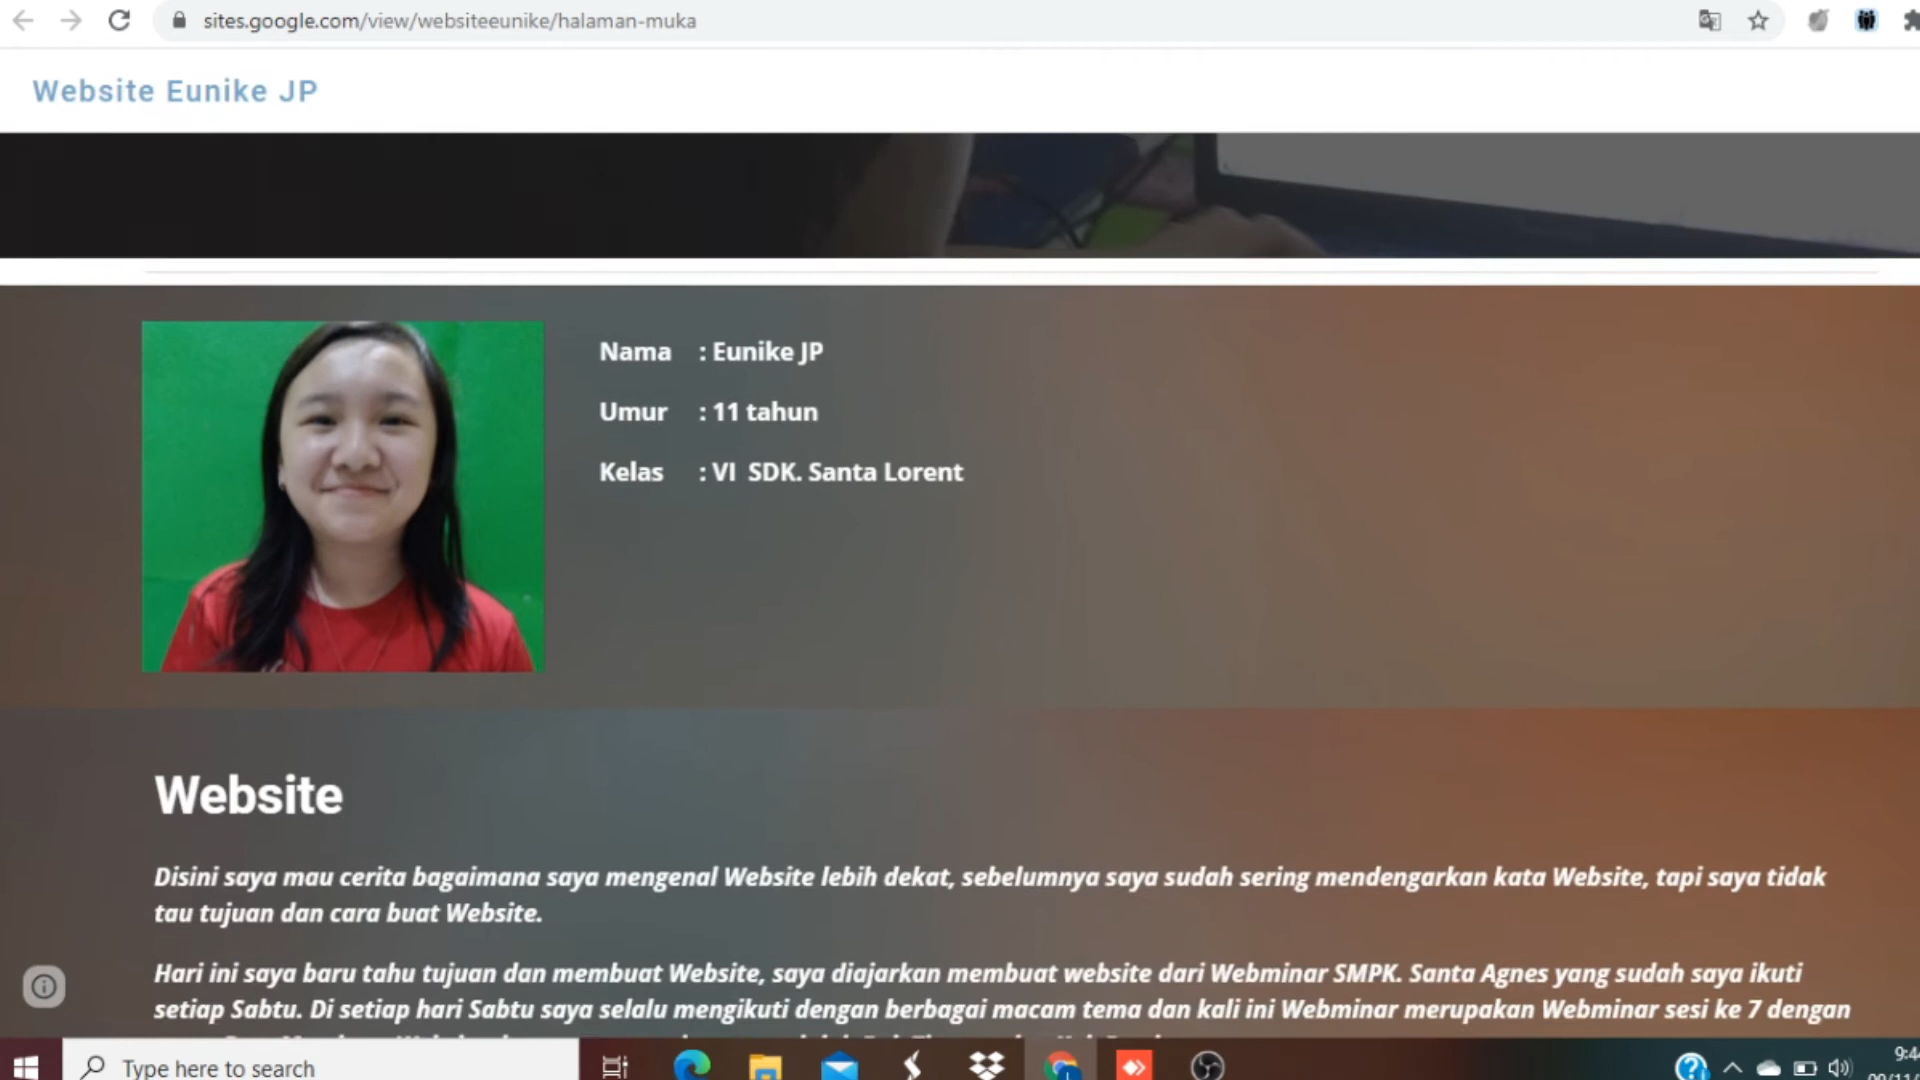 sites.google.com/view/websiteeunike/halaman-muka
Website Eunike JP
Nama : Eunike JP
Umur : 11 tahun
Kelas : VI SDK. Santa Lorent
Website
Disini saya mau cerita bagaimana saya mengenal Website lebih dekat, sebelumnya saya sudah sering mendengarkan kata Website, tapi saya tidak
tau tujuan dan cara buat Website.
Hari ini saya baru tahu tujuan dan membuat Website, saya diajarkan membuat website dari Webminar SMPK. Santa Agnes yang sudah saya ikuti
setiap Sabtu. Di setiap hari Sabtu saya selalu mengikuti dengan berbagai macam tema dan kali ini Webminar merupakan Webminar sesi ke 7 dengan
Type here to search